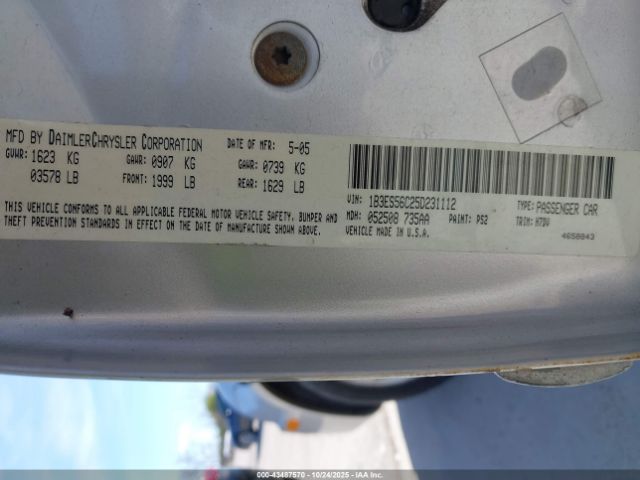 MFD BY DAIMLERCHRYSLER CORPORATION DATE OF MFR: 5-05
GVWR: 1623 KG GAWR: 0907 KG GAWR: 0739 KG
03578 LB FRONT: 1999 LB REAR: 1629 LB
THIS VEHICLE CONFORMS TO ALL APPLICABLE FEDERAL MOTOR VEHICLE SAFETY, BUMPER AND
THEFT PREVENTION STANDARDS IN EFFECT ON THE DATE OF MANUFACTURE SHOWN ABOVE.
VIN: 1B3ES56C25D231112 TYPE: PASSENGER CAR
MDH: 052508 735AA PAINT: PS2 TRIM: H7DV
VEHICLE MADE IN U.S.A. 4658043
000-43487570 - 10/24/2025 - IAA Inc.